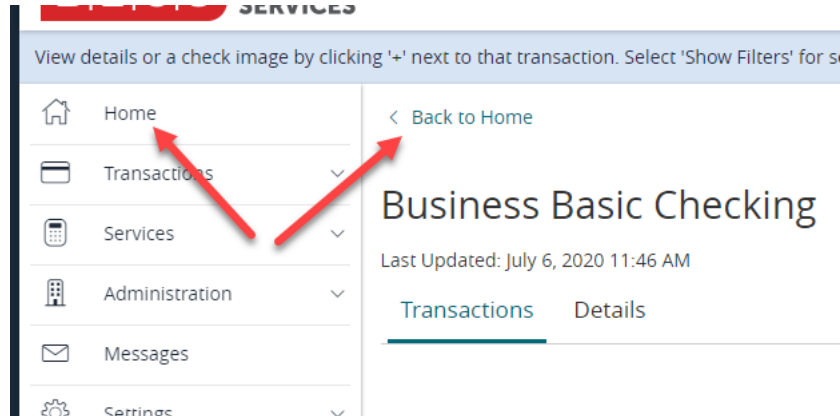 SERVICES
View details or a check image by clicking '+' next to that transaction. Select 'Show Filters' for
Home
Transactions
Services
Administration
Messages
Settings
Back to Home
Business Basic Checking
Last Updated: July 6, 2020 11:46 AM
Transactions Details